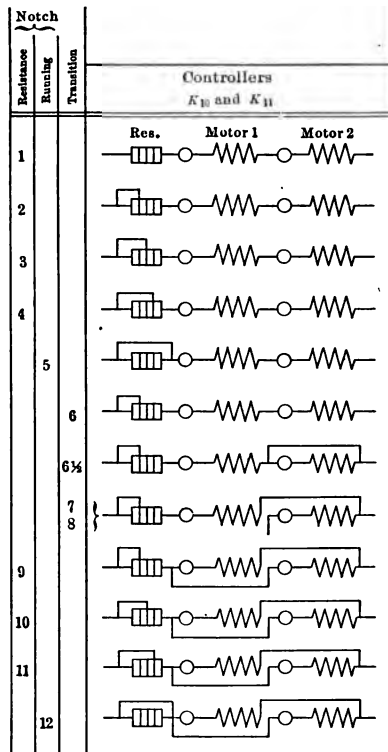 Notch
Resistance
Running
Transition
Controllers
K10 and K11
Res. Motor 1 Motor 2
1
2
3
4
5
6
6½
7
8
9
10
11
12